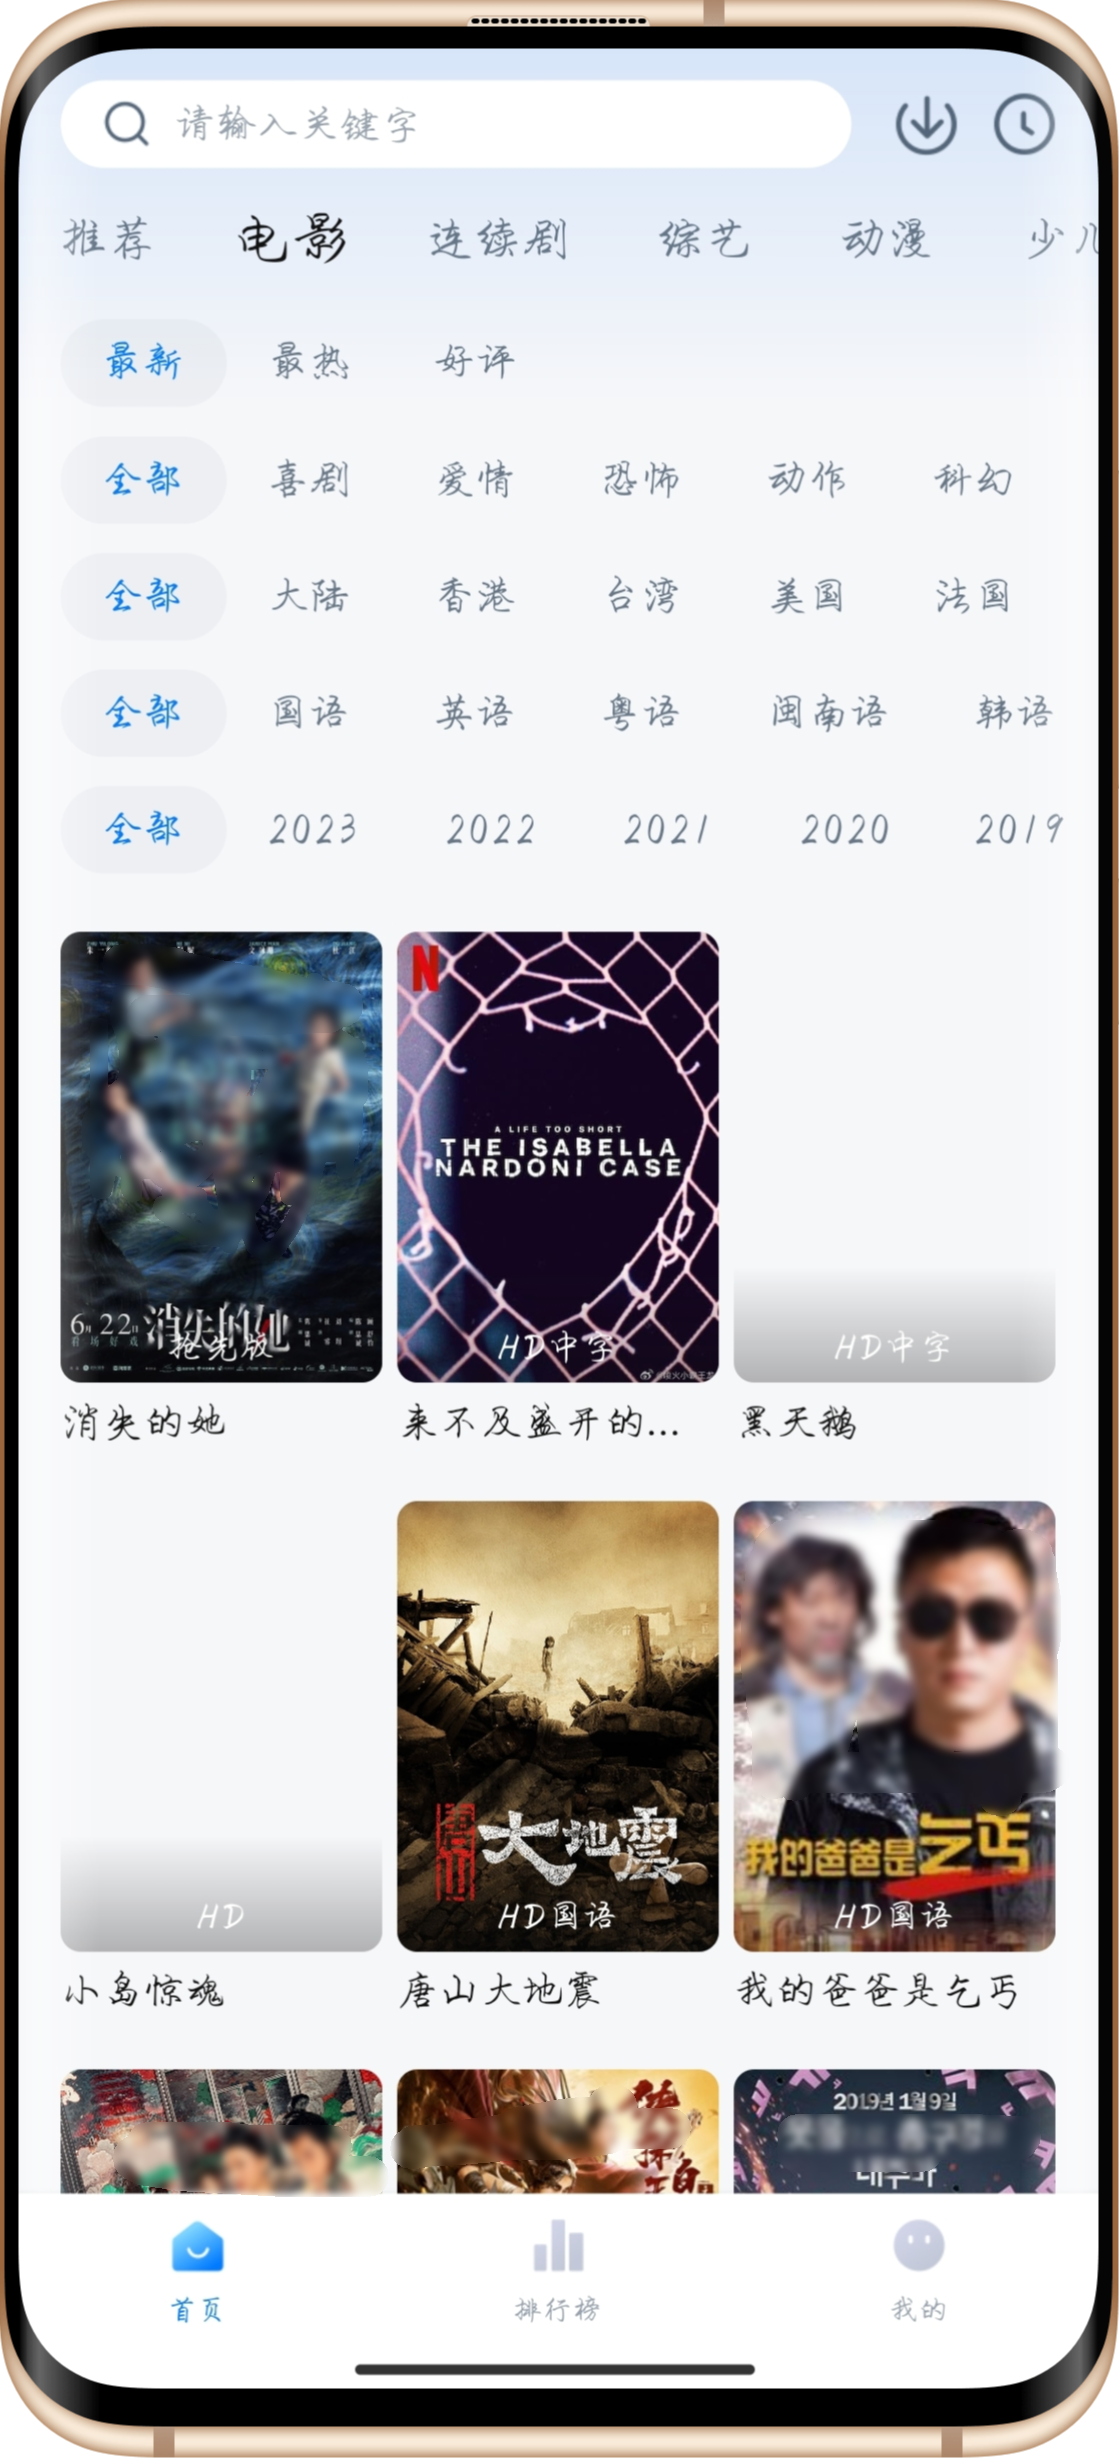 请输入关键字
推荐 电影 连续剧 综艺 动漫 少儿
最新 最热 好评
全部 喜剧 爱情 恐怖 动作 科幻
全部 大陆 香港 台湾 美国 法国
全部 国语 英语 粤语 闽南语 韩语
全部 2023 2022 2021 2020 2019
N
A LIFE TOO SHORT
THE ISABELLA
NARDONI CASE
6月22日 消失的她
抢先版 HD中字 HD中字
消失的她 来不及盛开的... 黑天鹅
唐山 大地震
我的爸爸是乞丐
HD HD国语 HD国语
小岛惊魂 唐山大地震 我的爸爸是乞丐
2019년 1월 9일
首页 排行榜 我的